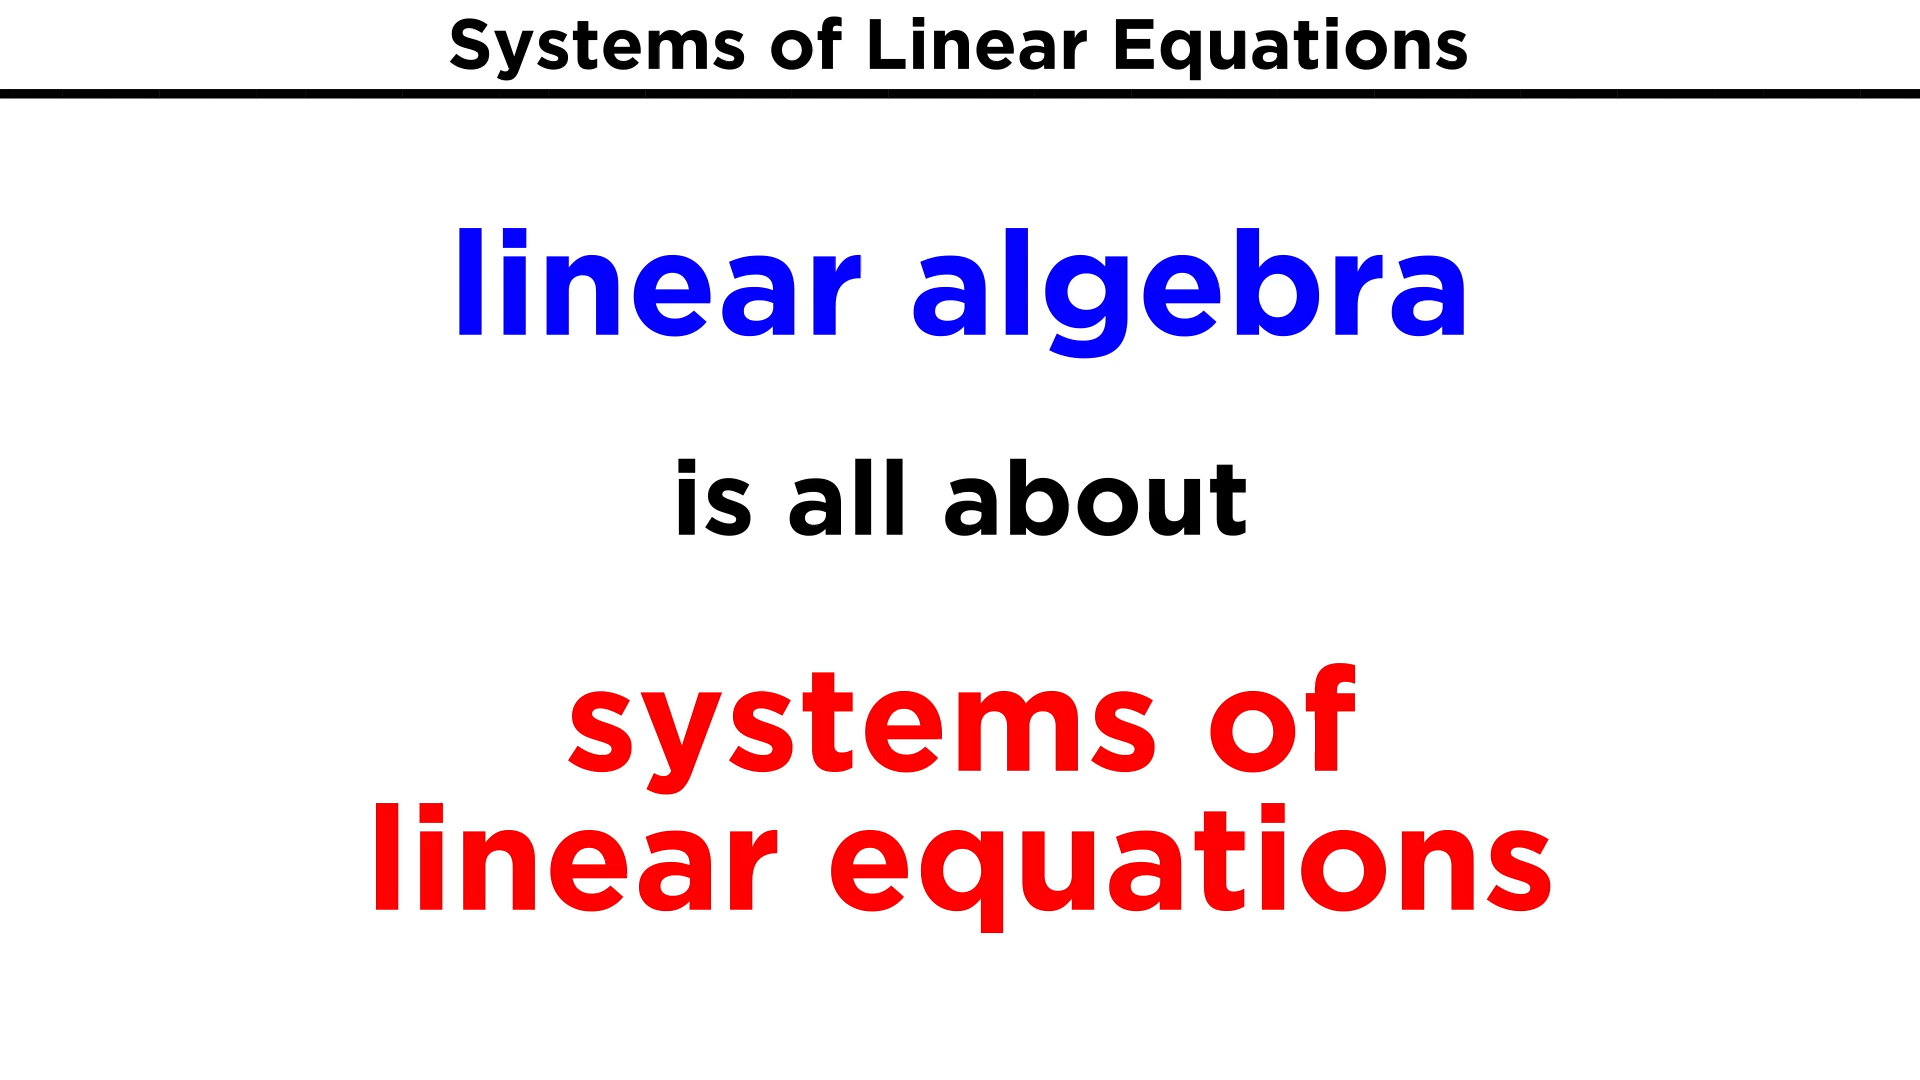 Systems of Linear Equations
linear algebra
is all about
systems of
linear equations